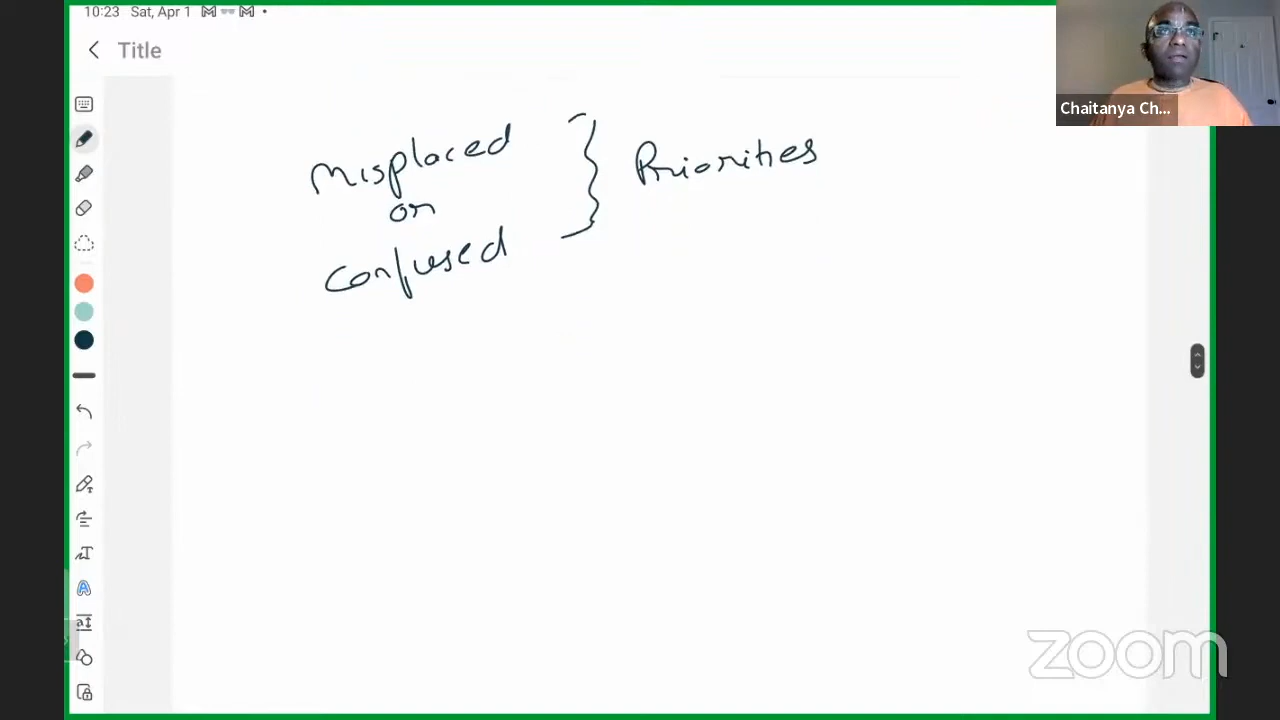 10:23 Sat, Apr 1
Title
Chaitanya Ch...
Misplaced
or
Confused
Priorities
zoom